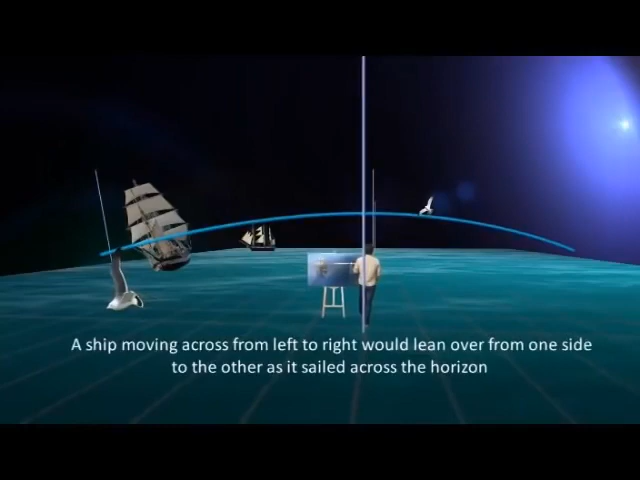 A ship moving across from left to right would lean over from one side
to the other as it sailed across the horizon